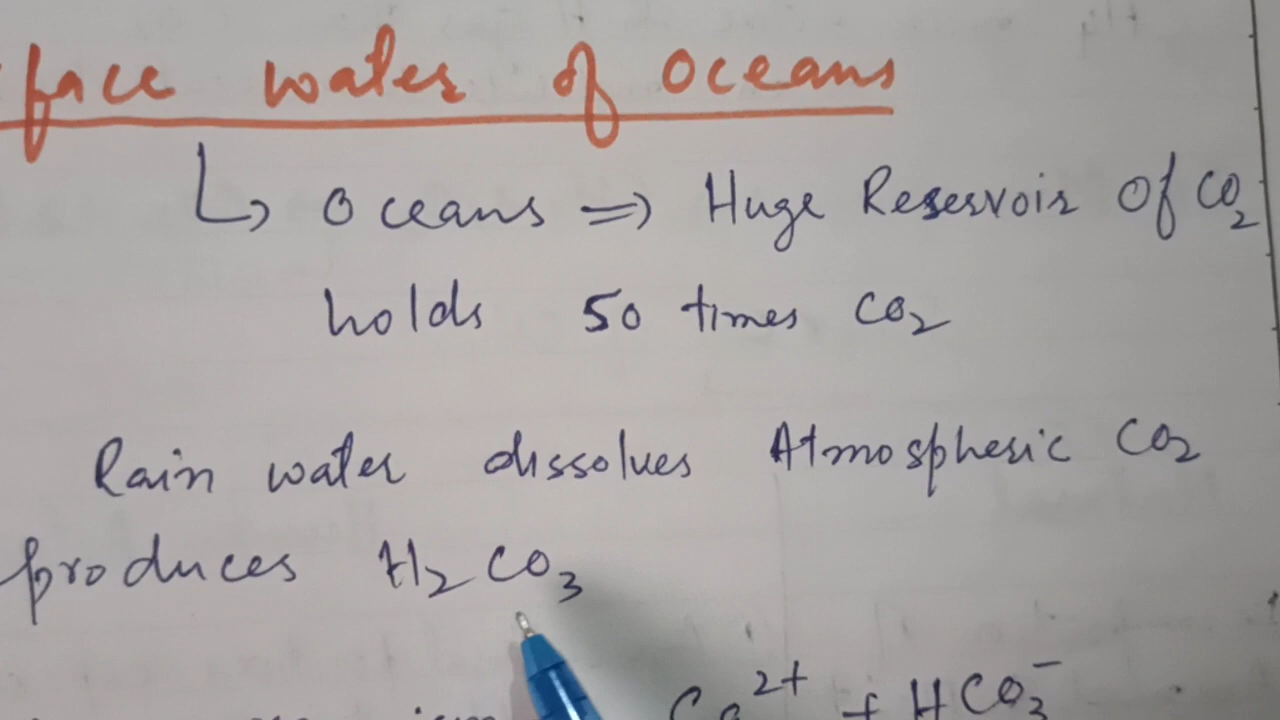 face water of oceans
↳ Oceans ⇒ Huge Reservoir Of CO₂
holds 50 times CO₂
Rain water dissolves Atmospheric CO₂
produces H₂CO₃
Ca²⁺ + HCO₃⁻